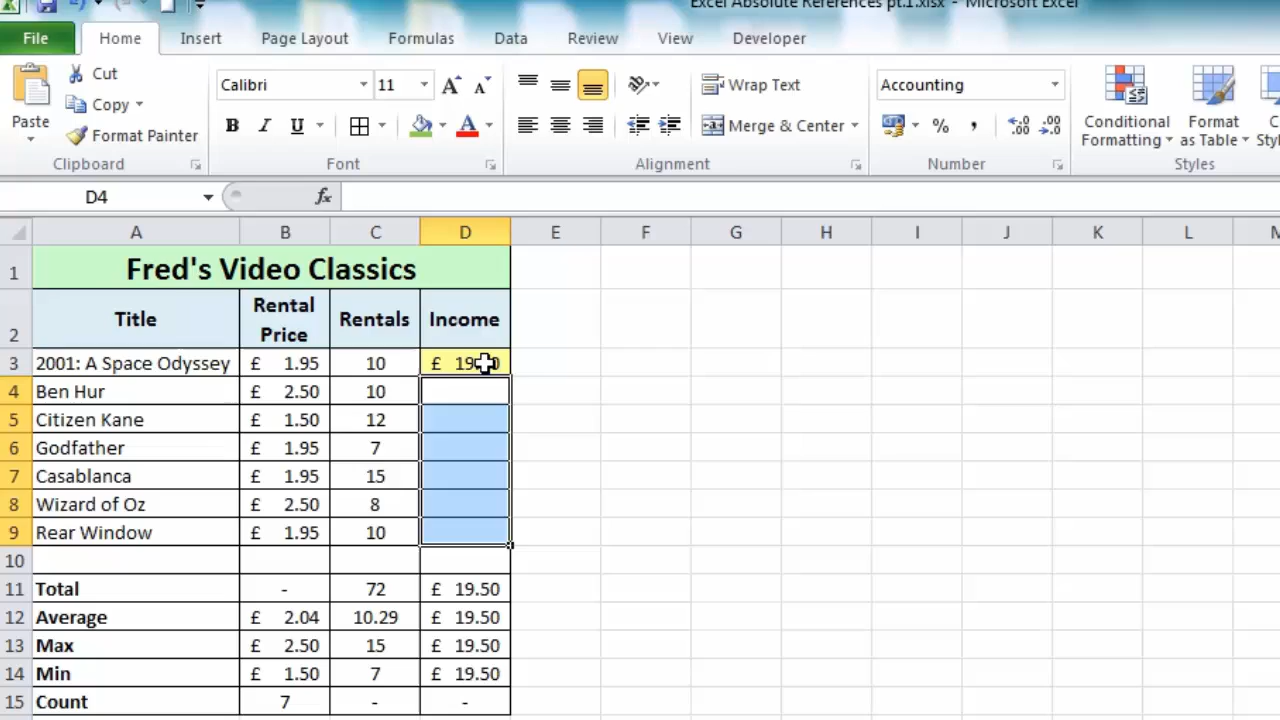 Excel Absolute References pt.1.xlsx - Microsoft Excel
File Home Insert Page Layout Formulas Data Review View Developer
Cut
Copy
Format Painter
Paste
Clipboard
Calibri 11
B I U
Font
Wrap Text
Merge & Center
Alignment
Accounting
% ,
Number
Conditional Formatting
Format as Table
Styles
D4 fx
A B C D E F G H I J K L M
1 Fred's Video Classics
2 Title Rental Price Rentals Income
3 2001: A Space Odyssey £ 1.95 10 £
4 Ben Hur £ 2.50 10
5 Citizen Kane £ 1.50 12
6 Godfather £ 1.95 7
7 Casablanca £ 1.95 15
8 Wizard of Oz £ 2.50 8
9 Rear Window £ 1.95 10
10
11 Total - 72 £ 19.50
12 Average £ 2.04 10.29 £ 19.50
13 Max £ 2.50 15 £ 19.50
14 Min £ 1.50 7 £ 19.50
15 Count 7 - -